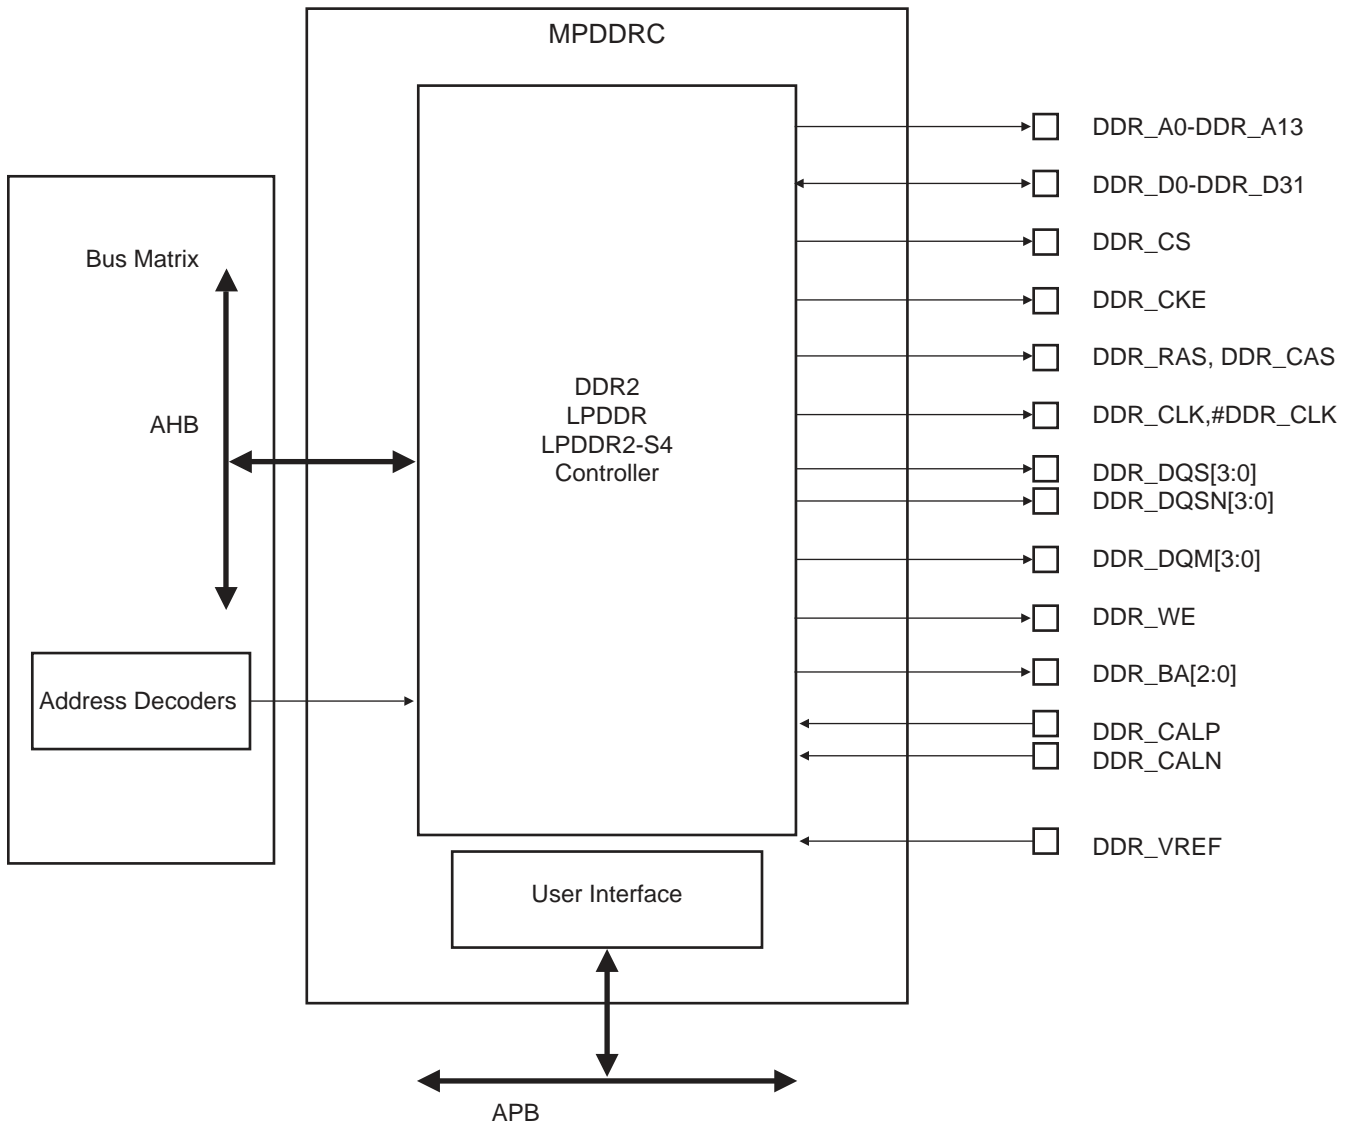 MPDDRC
Bus Matrix
AHB
Address Decoders
DDR2
LPDDR
LPDDR2-S4
Controller
User Interface
APB
DDR_A0-DDR_A13
DDR_D0-DDR_D31
DDR_CS
DDR_CKE
DDR_RAS, DDR_CAS
DDR_CLK,#DDR_CLK
DDR_DQS[3:0]
DDR_DQSN[3:0]
DDR_DQM[3:0]
DDR_WE
DDR_BA[2:0]
DDR_CALP
DDR_CALN
DDR_VREF